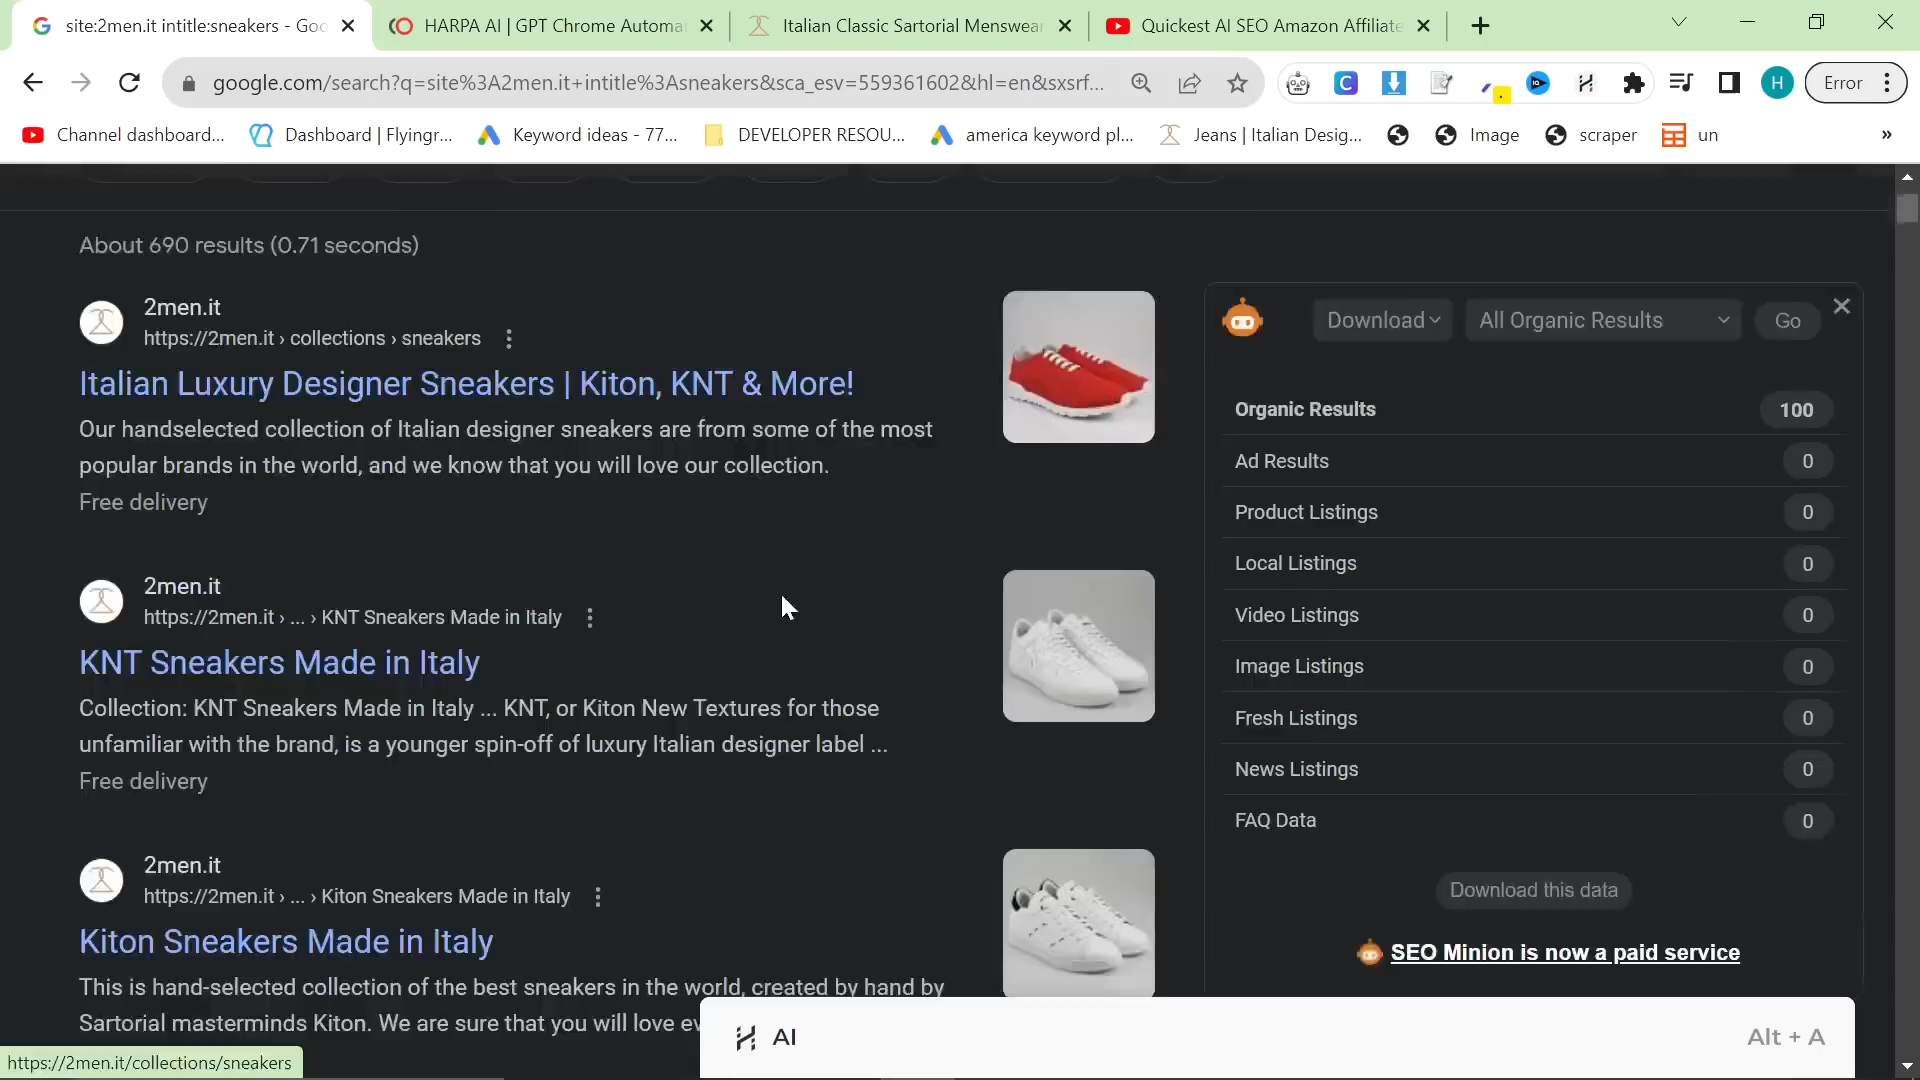 site:2men.it intitle:sneakers - Goo
HARPA AI | GPT Chrome Automa
Italian Classic Sartorial Menswear
Quickest AI SEO Amazon Affiliate
google.com/search?q=site%3A2men.it+intitle%3Asneakers&sca_esv=559361602&hl=en&sxsrf...
H
Error
Channel dashboard...
Dashboard | Flyingr...
Keyword ideas - 77...
DEVELOPER RESOU...
america keyword pl...
Jeans | Italian Desig...
Image
scraper
un
»
About 690 results (0.71 seconds)
2men.it
https://2men.it › collections › sneakers
Italian Luxury Designer Sneakers | Kiton, KNT & More!
Our handselected collection of Italian designer sneakers are from some of the most
popular brands in the world, and we know that you will love our collection.
Free delivery
2men.it
https://2men.it › ... › KNT Sneakers Made in Italy
KNT Sneakers Made in Italy
Collection: KNT Sneakers Made in Italy ... KNT, or Kiton New Textures for those
unfamiliar with the brand, is a younger spin-off of luxury Italian designer label ...
Free delivery
2men.it
https://2men.it › ... › Kiton Sneakers Made in Italy
Kiton Sneakers Made in Italy
This is hand-selected collection of the best sneakers in the world, created by hand by
Sartorial masterminds Kiton. We are sure that you will love ev
Download
All Organic Results
Go
Organic Results 100
Ad Results 0
Product Listings 0
Local Listings 0
Video Listings 0
Image Listings 0
Fresh Listings 0
News Listings 0
FAQ Data 0
Download this data
SEO Minion is now a paid service
AI
Alt + A
https://2men.it/collections/sneakers